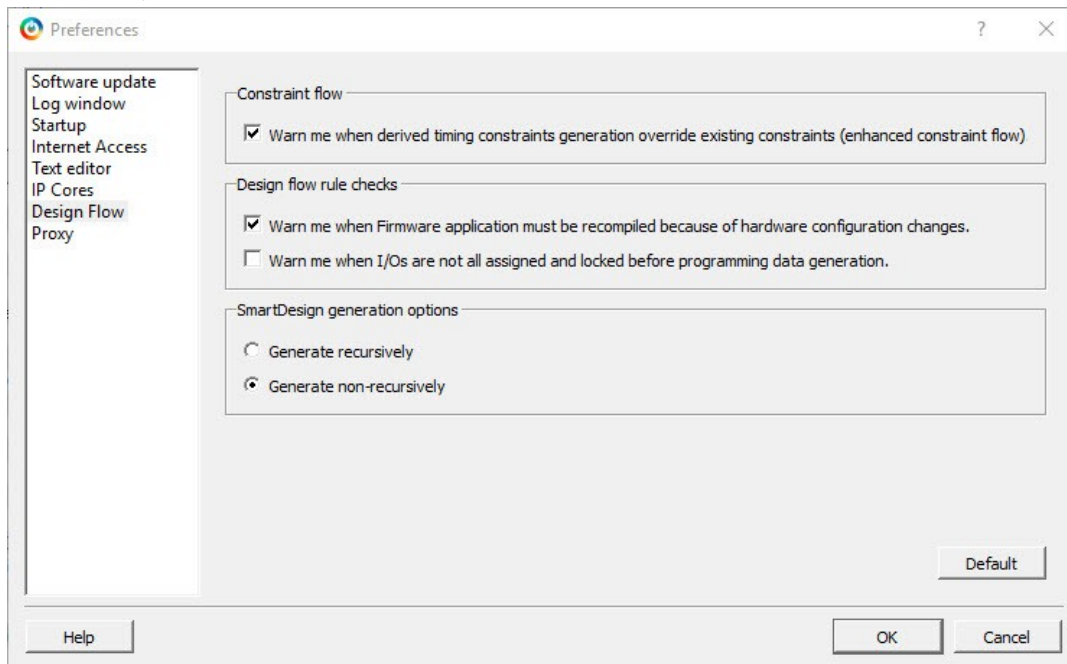 Preferences
?
Software update
Log window
Startup
Internet Access
Text editor
IP Cores
Design Flow
Proxy
Constraint flow
Warn me when derived timing constraints generation override existing constraints (enhanced constraint flow)
Design flow rule checks
Warn me when Firmware application must be recompiled because of hardware configuration changes.
Warn me when I/Os are not all assigned and locked before programming data generation.
SmartDesign generation options
Generate recursively
Generate non-recursively
Default
Help
OK
Cancel